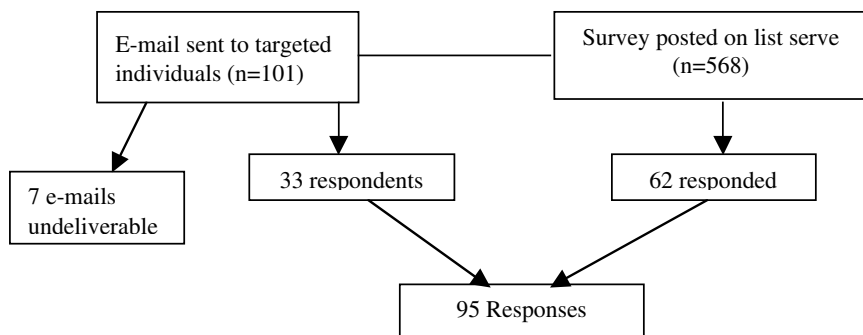 E-mail sent to targeted
individuals (n=101)
Survey posted on list serve
(n=568)
7 e-mails
undeliverable
33 respondents
62 responded
95 Responses